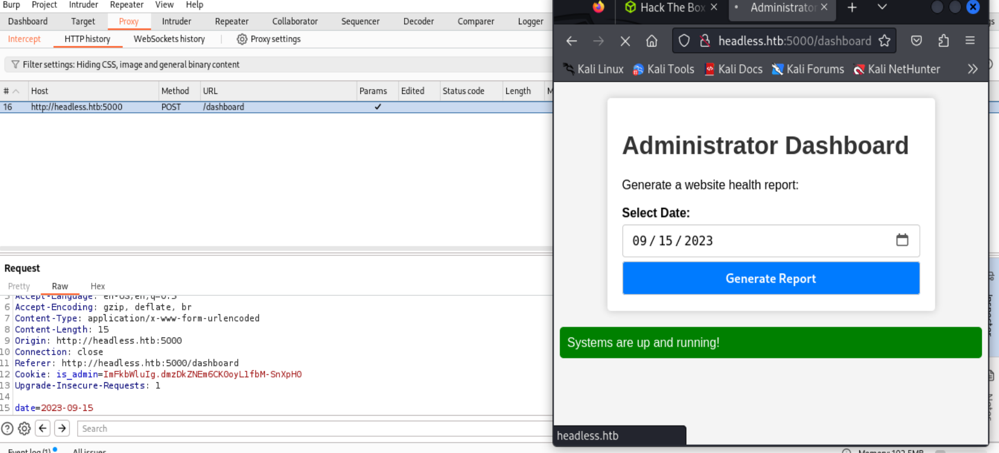 Burp Project Intruder Repeater View Help
Dashboard Target Proxy Intruder Repeater Collaborator Sequencer Decoder Comparer Logger
Intercept HTTP history WebSockets history Proxy settings
Filter settings: Hiding CSS, image and general binary content
# Host Method URL Params Edited Status code Length M
16 http://headless.htb:5000 POST /dashboard ✓
Request
Pretty Raw Hex
5 Accept-Language: en-US,en;q=0.5
6 Accept-Encoding: gzip, deflate, br
7 Content-Type: application/x-www-form-urlencoded
8 Content-Length: 15
9 Origin: http://headless.htb:5000
10 Connection: close
11 Referer: http://headless.htb:5000/dashboard
12 Cookie: is_admin=ImFkbWluIg.dmzDkZNEm6CK0oyL1fbM-SnXpH0
13 Upgrade-Insecure-Requests: 1
14
15 date=2023-09-15
Search
Event log (1) All issues
Hack The Box Administrator
headless.htb:5000/dashboard
Kali Linux Kali Tools Kali Docs Kali Forums Kali NetHunter
Administrator Dashboard
Generate a website health report:
Select Date:
09/15/2023
Generate Report
Systems are up and running!
headless.htb
Inspector
Notes
Memory: 192.5MB